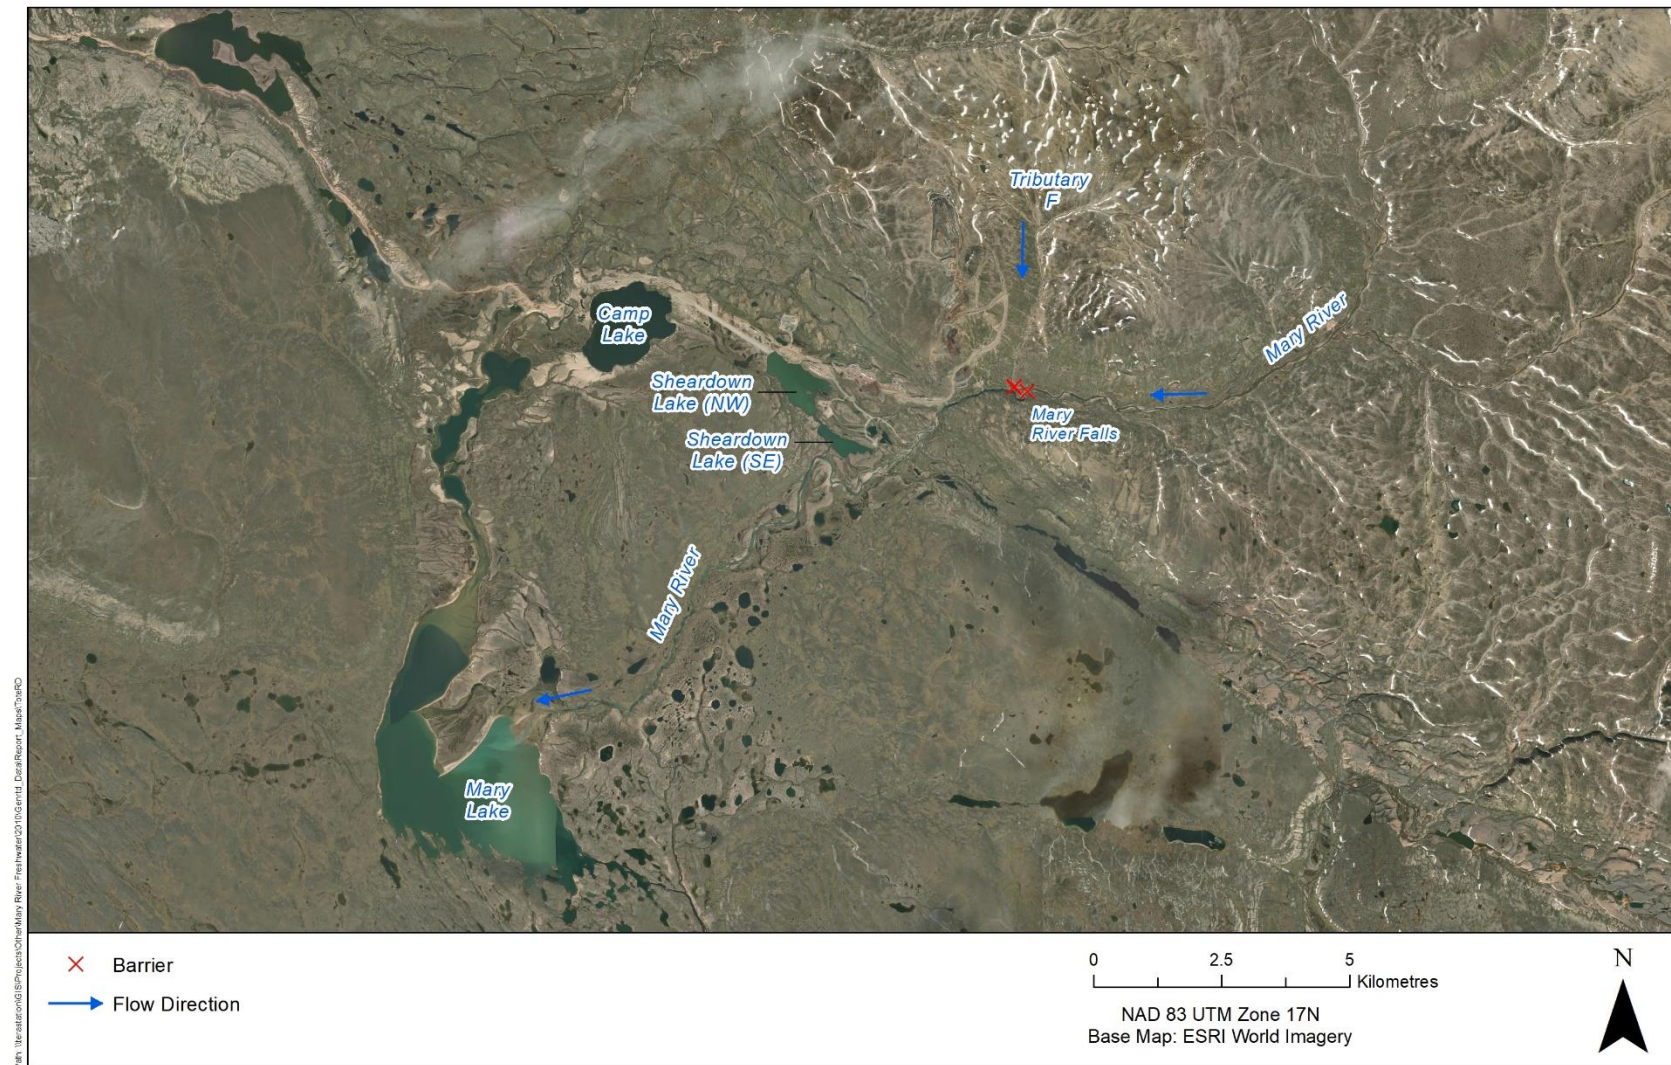 Tributary
F
Camp
Lake
Mary River
Sheardown
Lake (NW)
Mary
River Falls
Sheardown
Lake (SE)
Mary River
Mary
Lake
Barrier
Flow Direction
0 2.5 5
Kilometres
NAD 83 UTM Zone 17N
Base Map: ESRI World Imagery
N